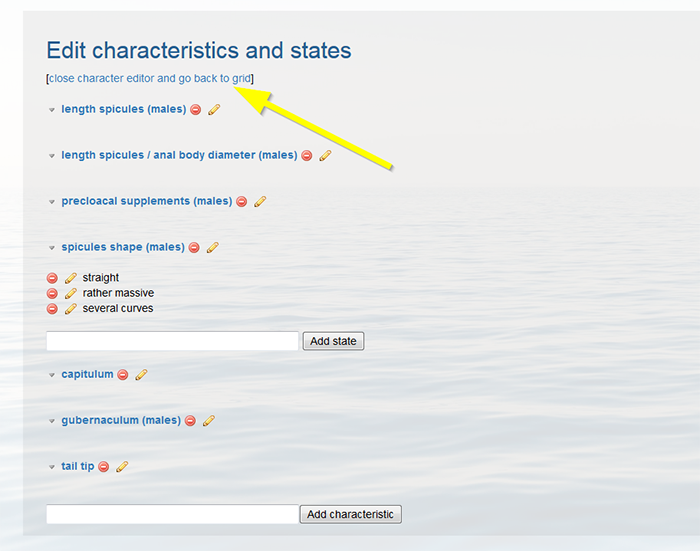 Edit characteristics and states
[close character editor and go back to grid]
length spicules (males)
length spicules / anal body diameter (males)
precloacal supplements (males)
spicules shape (males)
straight
rather massive
several curves
Add state
capitulum
gubernaculum (males)
tail tip
Add characteristic